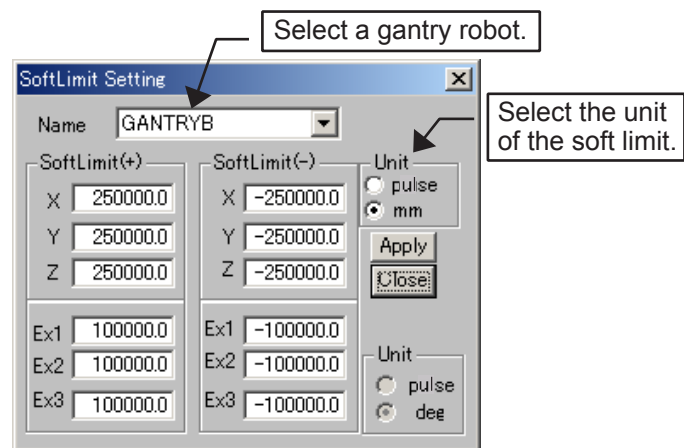 Select a gantry robot.
SoftLimit Setting
Name GANTRYB
Select the unit
of the soft limit.
SoftLimit(+) SoftLimit(-) Unit
X 250000.0 X -250000.0 pulse
mm
Y 250000.0 Y -250000.0 Apply
Z 250000.0 Z -250000.0 Close
Ex1 100000.0 Ex1 -100000.0
Ex2 100000.0 Ex2 -100000.0 Unit
pulse
Ex3 100000.0 Ex3 -100000.0 deg